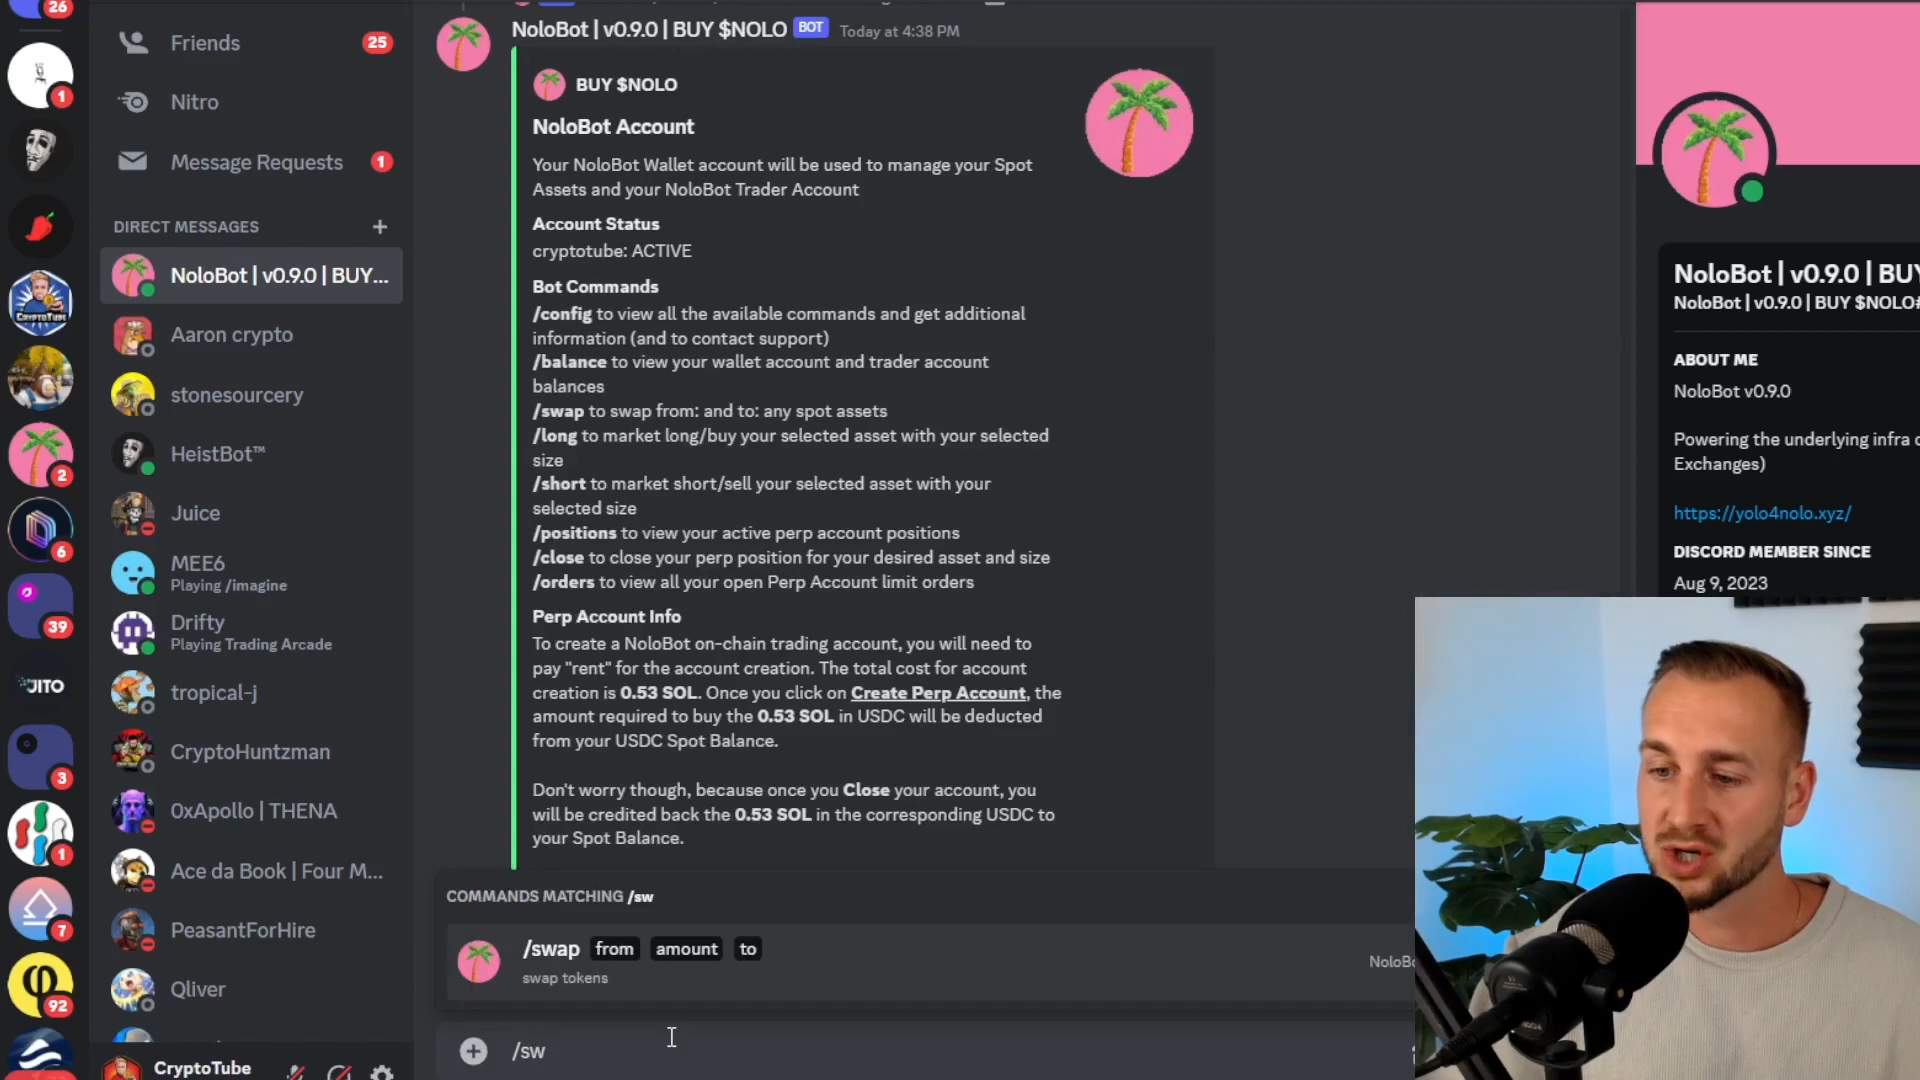 26
Friends
25
NoloBot | v0.9.0 | BUY $NOLO BOT Today at 4:38 PM
1
Nitro
Message Requests
1
DIRECT MESSAGES
NoloBot | v0.9.0 | BUY...
Aaron crypto
CRYPTOTUBE
stonesourcery
HeistBot™
2
Juice
6
MEE6
Playing /imagine
39
Drifty
Playing Trading Arcade
JITO
tropical-j
3
CryptoHuntzman
0xApollo | THENA
1
Ace da Book | Four M...
7
PeasantForHire
92
Qliver
CryptoTube
BUY $NOLO
NoloBot Account
Your NoloBot Wallet account will be used to manage your Spot
Assets and your NoloBot Trader Account
Account Status
cryptotube: ACTIVE
Bot Commands
/config to view all the available commands and get additional
information (and to contact support)
/balance to view your wallet account and trader account
balances
/swap to swap from: and to: any spot assets
/long to market long/buy your selected asset with your selected
size
/short to market short/sell your selected asset with your
selected size
/positions to view your active perp account positions
/close to close your perp position for your desired asset and size
/orders to view all your open Perp Account limit orders
Perp Account Info
To create a NoloBot on-chain trading account, you will need to
pay "rent" for the account creation. The total cost for account
creation is 0.53 SOL. Once you click on Create Perp Account, the
amount required to buy the 0.53 SOL in USDC will be deducted
from your USDC Spot Balance.
Don't worry though, because once you Close your account, you
will be credited back the 0.53 SOL in the corresponding USDC to
your Spot Balance.
COMMANDS MATCHING /sw
/swap from amount to
swap tokens
NoloBo
/sw
NoloBot | v0.9.0 | BUY
NoloBot | v0.9.0 | BUY $NOLO#
ABOUT ME
NoloBot v0.9.0
Powering the underlying infra o
Exchanges)
https://yolo4nolo.xyz/
DISCORD MEMBER SINCE
Aug 9, 2023